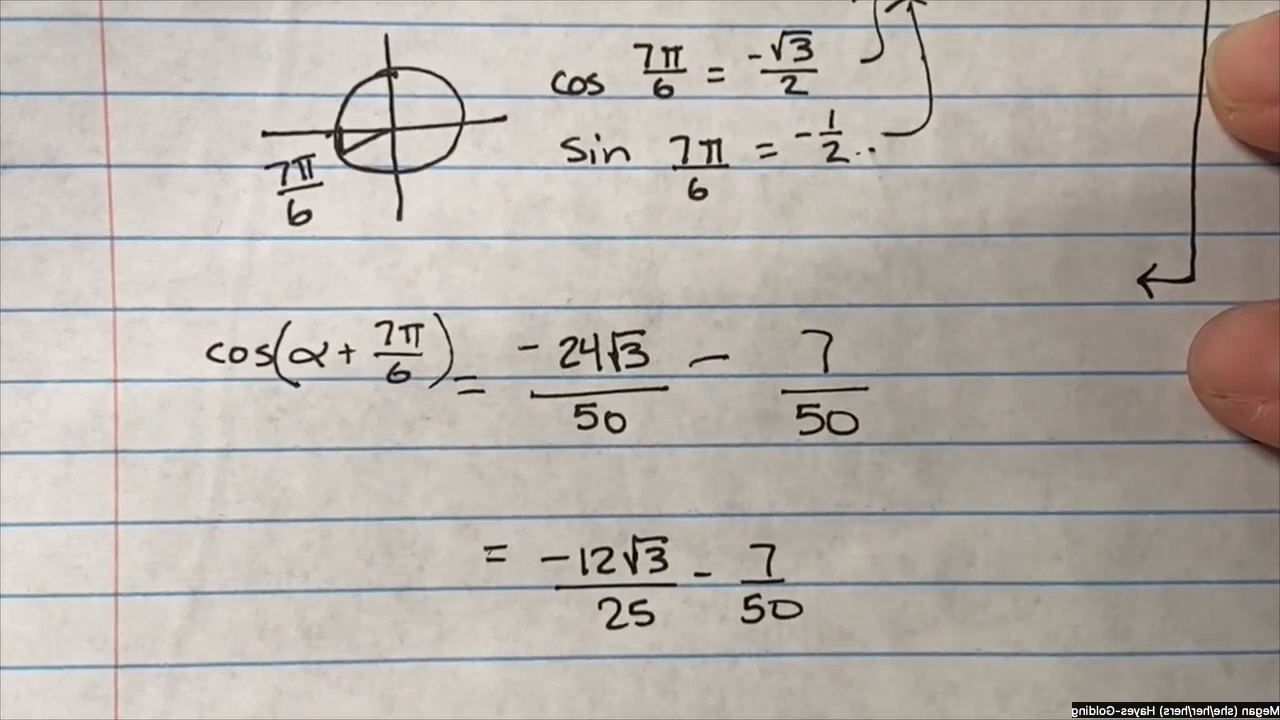 cos 7π/6 = -√3/2
sin 7π/6 = -1/2..
7π/6
cos(α + 7π/6) = -24√3/50 - 7/50
= -12√3/25 - 7/50
Megan (she/her/hers) Hayes-Golding